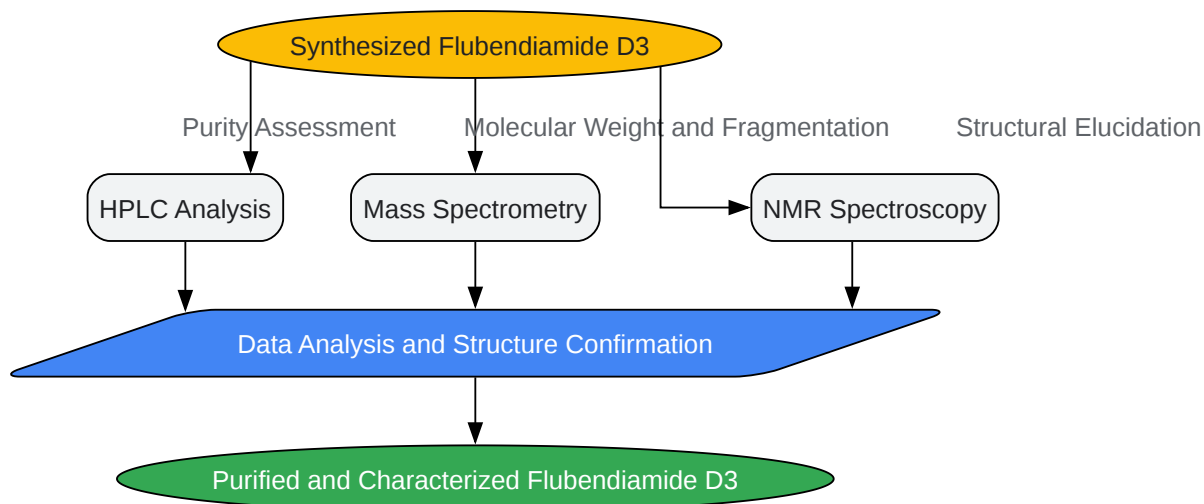 Synthesized Flubendiamide D3
Purity Assessment
Molecular Weight and Fragmentation
Structural Elucidation
HPLC Analysis
Mass Spectrometry
NMR Spectroscopy
Data Analysis and Structure Confirmation
Purified and Characterized Flubendiamide D3